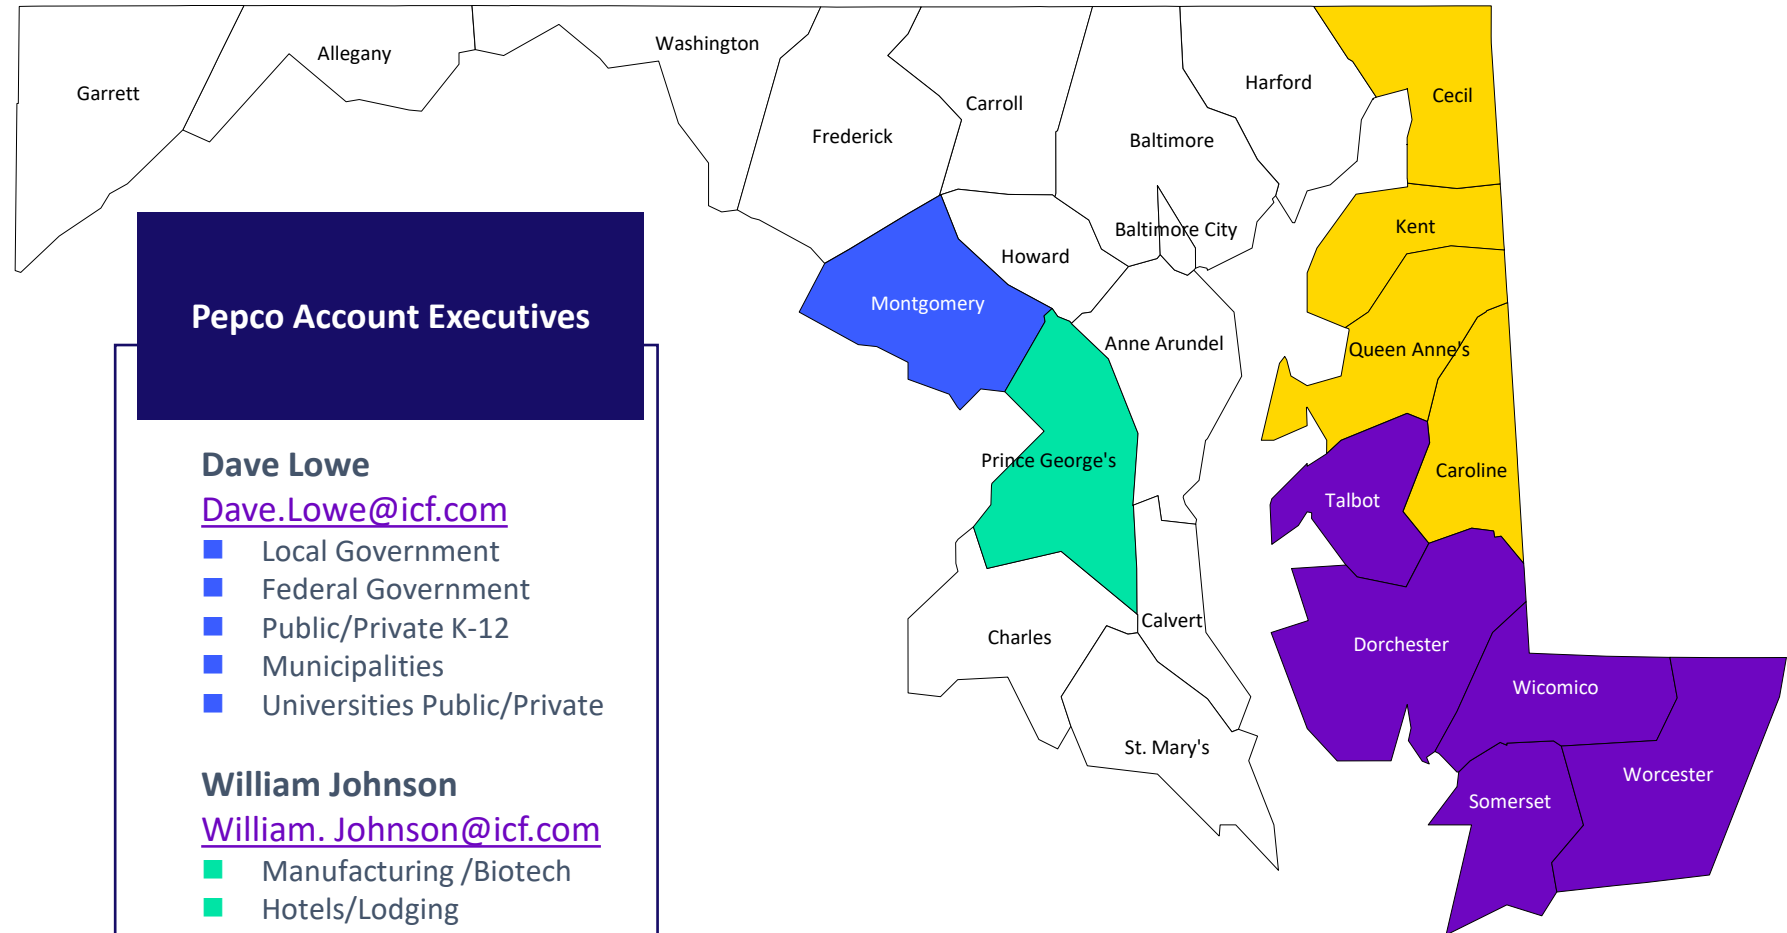 Washington
Allegany
Harford
Garrett
Cecil
Carroll
Frederick
Baltimore
Kent
Baltimore City
Howard
Montgomery
Pepco Account Executives
Anne Arundel
Queen Anne's
Dave Lowe
Prince George's
Caroline
Talbot
Dave.Lowe@icf.com
Local Government
Federal Government
Public/Private K-12
Charles
Calvert
Dorchester
Municipalities
Wicomico
Universities Public/Private
St. Mary's
Worcester
William Johnson
Somerset
William. Johnson@icf.com
Manufacturing /Biotech
Hotels/Lodging